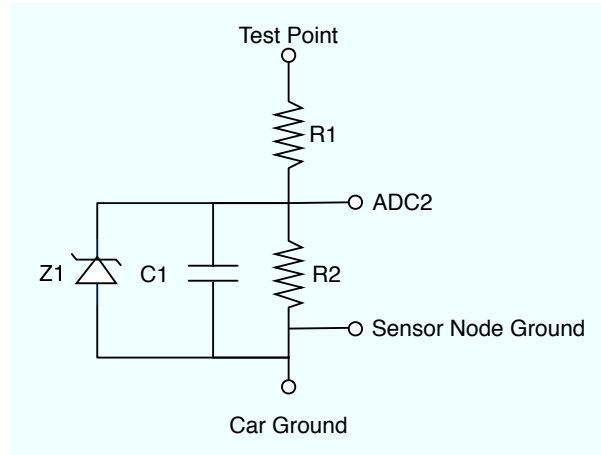 Test Point
R1
ADC2
Z1
C1
R2
Sensor Node Ground
Car Ground